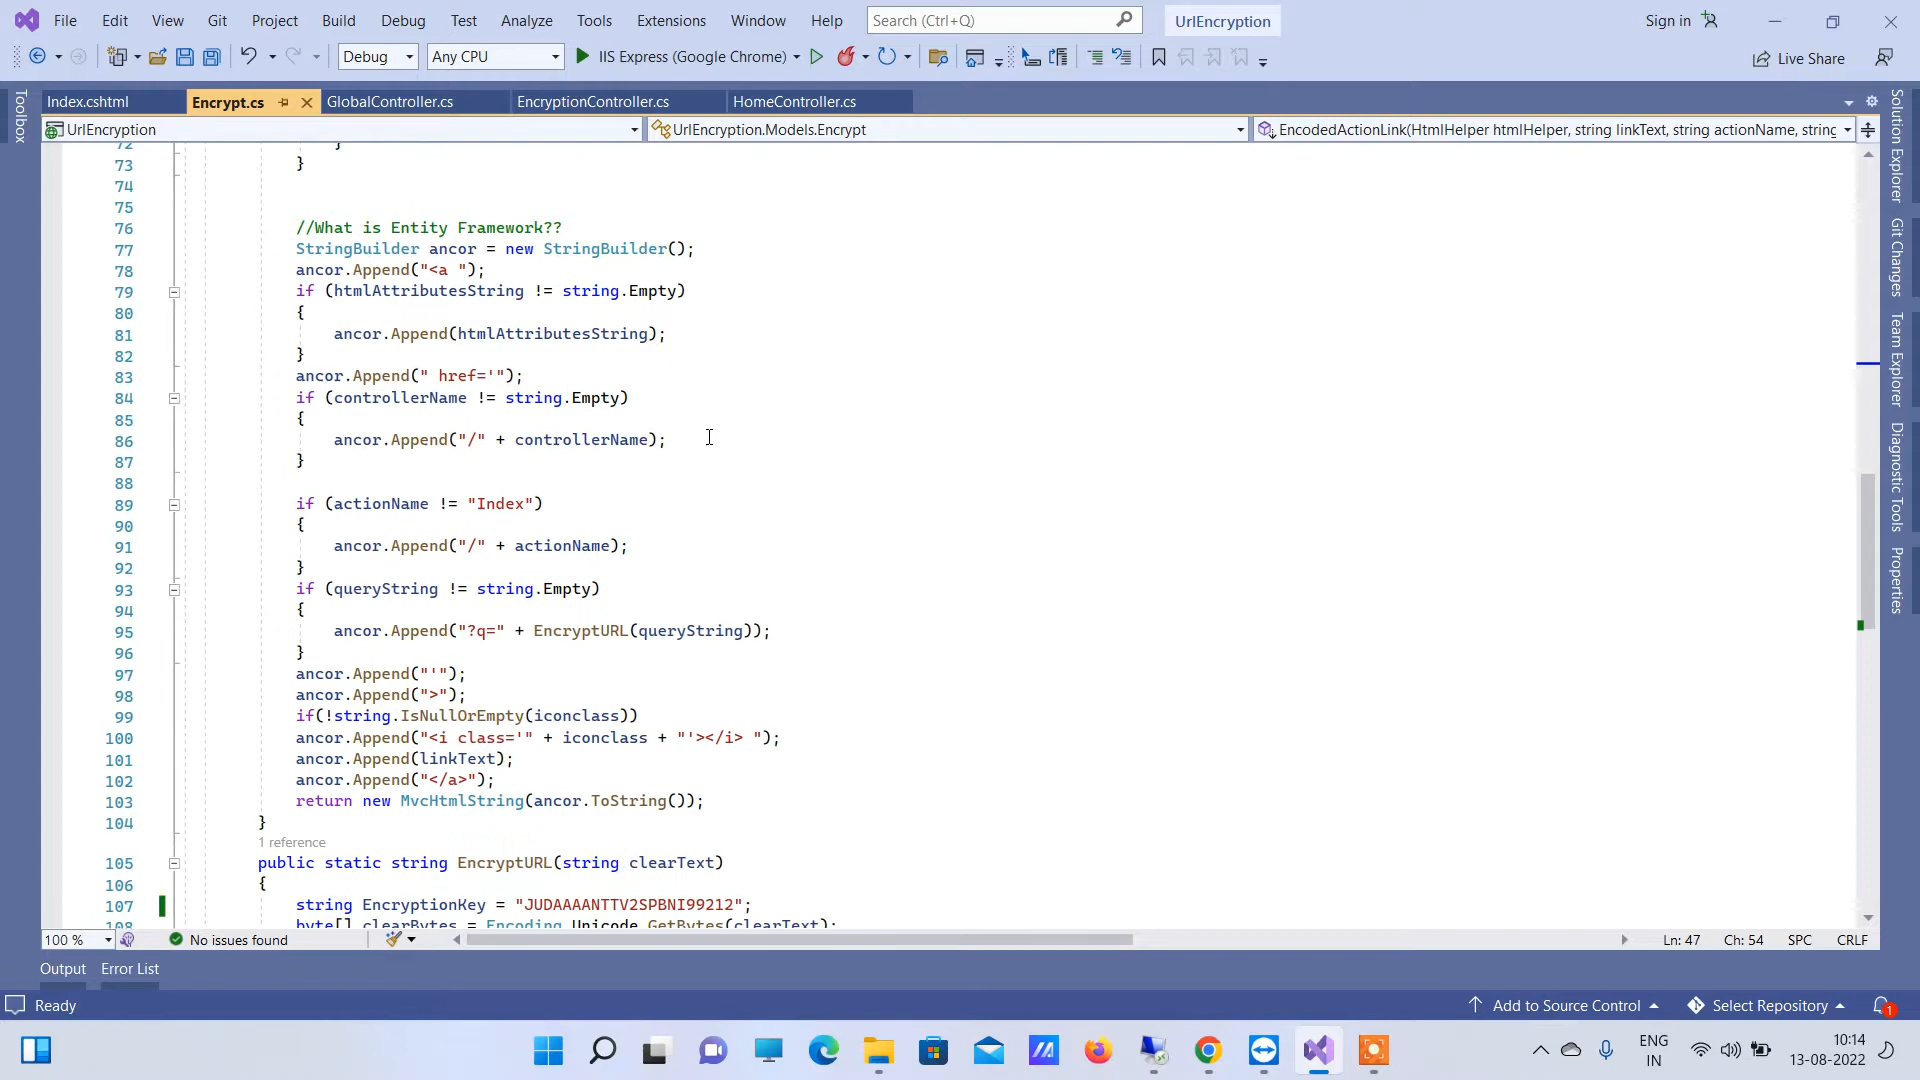 File Edit View Git Project Build Debug Test Analyze Tools Extensions Window Help Search (Ctrl+Q) UrlEncryption Sign in
Debug Any CPU IIS Express (Google Chrome) Live Share
Index.cshtml Encrypt.cs GlobalController.cs EncryptionController.cs HomeController.cs
UrlEncryption UrlEncryption.Models.Encrypt EncodedActionLink(HtmlHelper htmlHelper, string linkText, string actionName, string
Toolbox
Solution Explorer
Git Changes
Team Explorer
Diagnostic Tools
Properties
72 }
73 }
74
75
76 //What is Entity Framework??
77 StringBuilder ancor = new StringBuilder();
78 ancor.Append("<a ");
79 if (htmlAttributesString != string.Empty)
80 {
81 ancor.Append(htmlAttributesString);
82 }
83 ancor.Append(" href='");
84 if (controllerName != string.Empty)
85 {
86 ancor.Append("/" + controllerName);
87 }
88
89 if (actionName != "Index")
90 {
91 ancor.Append("/" + actionName);
92 }
93 if (queryString != string.Empty)
94 {
95 ancor.Append("?q=" + EncryptURL(queryString));
96 }
97 ancor.Append("'");
98 ancor.Append(">");
99 if(!string.IsNullOrEmpty(iconclass))
100 ancor.Append("<i class='" + iconclass + "'></i> ");
101 ancor.Append(linkText);
102 ancor.Append("</a>");
103 return new MvcHtmlString(ancor.ToString());
104 }
1 reference
105 public static string EncryptURL(string clearText)
106 {
107 string EncryptionKey = "JUDAAAANTTV2SPBNI99212";
108 byte[] clearBytes = Encoding.Unicode.GetBytes(clearText);
100 % No issues found Ln: 47 Ch: 54 SPC CRLF
Output Error List
Ready Add to Source Control Select Repository 1
ENG 10:14
IN 13-08-2022